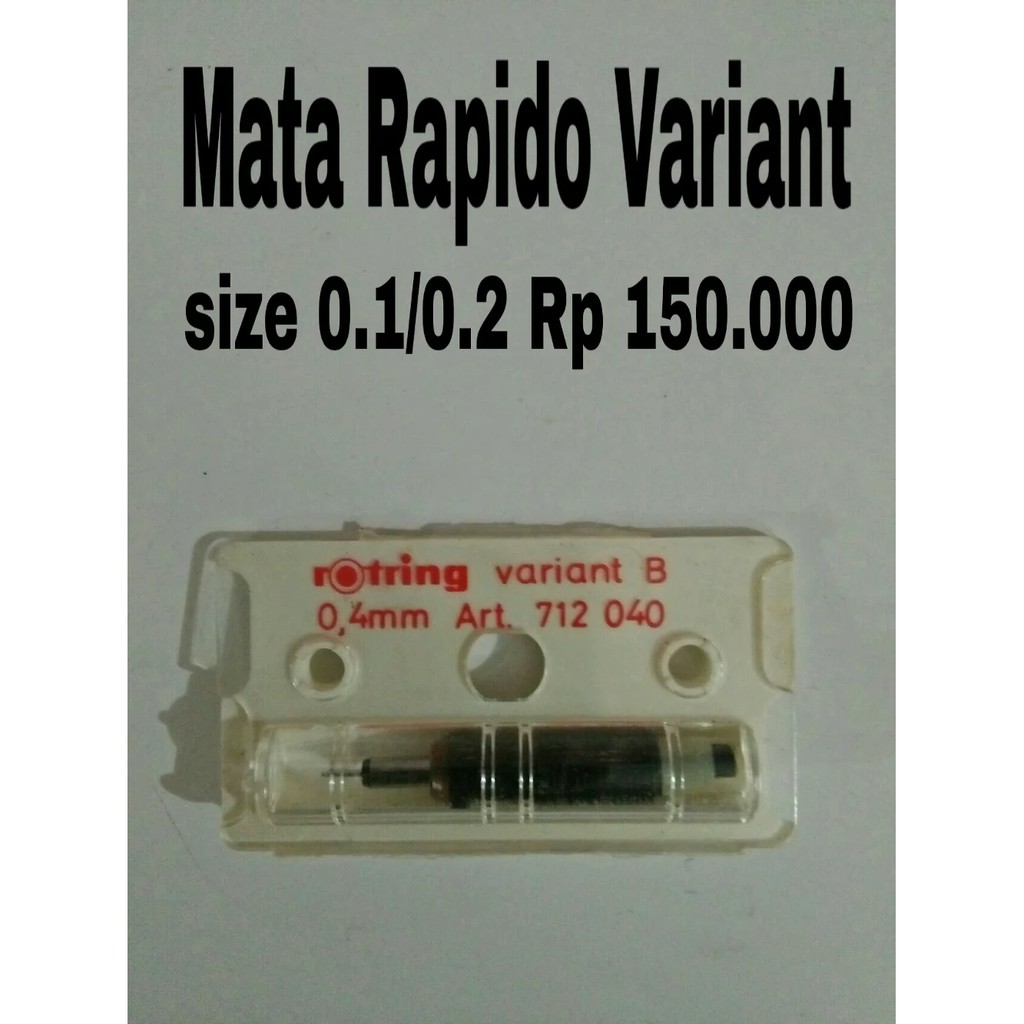 Mata Rapido Variant
size 0.1/0.2 Rp 150.000
rotring variant B
0,4mm Art. 712 040